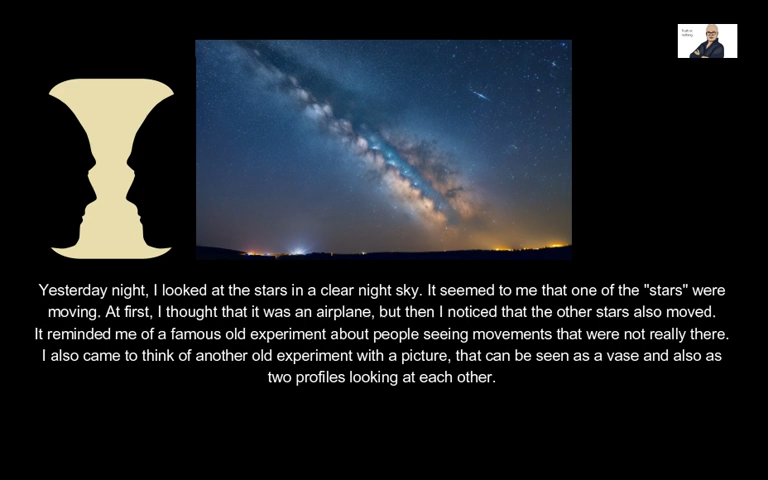 Yesterday night, I looked at the stars in a clear night sky. It seemed to me that one of the "stars" were
moving. At first, I thought that it was an airplane, but then I noticed that the other stars also moved.
It reminded me of a famous old experiment about people seeing movements that were not really there.
I also came to think of another old experiment with a picture, that can be seen as a vase and also as
two profiles looking at each other.